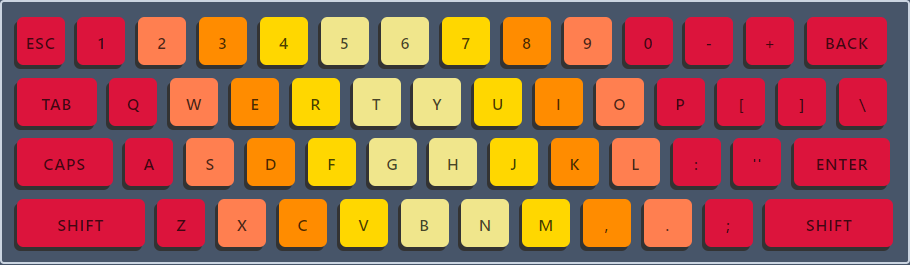 ESC 1 2 3 4 5 6 7 8 9 0 - + BACK
TAB Q W E R T Y U I O P [ ] \
CAPS A S D F G H J K L : '' ENTER
SHIFT Z X C V B N M , . ; SHIFT